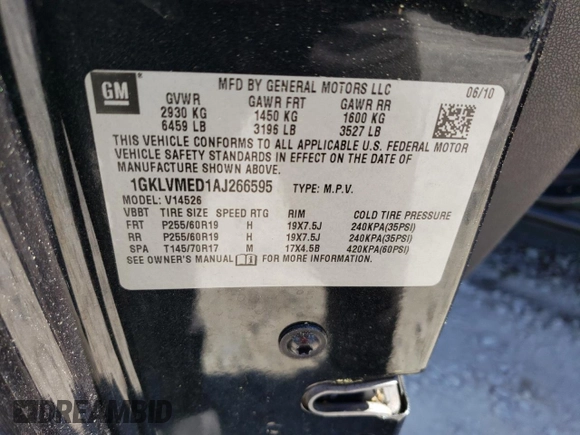 GM
MFD BY GENERAL MOTORS LLC
06/10
GVWR GAWR FRT GAWR RR
2930 KG 1450 KG 1600 KG
6459 LB 3196 LB 3527 LB
THIS VEHICLE CONFORMS TO ALL APPLICABLE U.S. FEDERAL MOTOR
VEHICLE SAFETY STANDARDS IN EFFECT ON THE DATE OF
MANUFACTURE SHOWN ABOVE.
1GKLVMED1AJ266595 TYPE: M.P.V.
MODEL: V14526
VBBT TIRE SIZE SPEED RTG RIM COLD TIRE PRESSURE
FRT P255/60R19 H 19X7.5J 240KPA(35PSI)
RR P255/60R19 H 19X7.5J 240KPA(35PSI)
SPA T145/70R17 M 17X4.5B 420KPA(60PSI)
SEE OWNER'S MANUAL FOR MORE INFORMATION.
DREAMBID